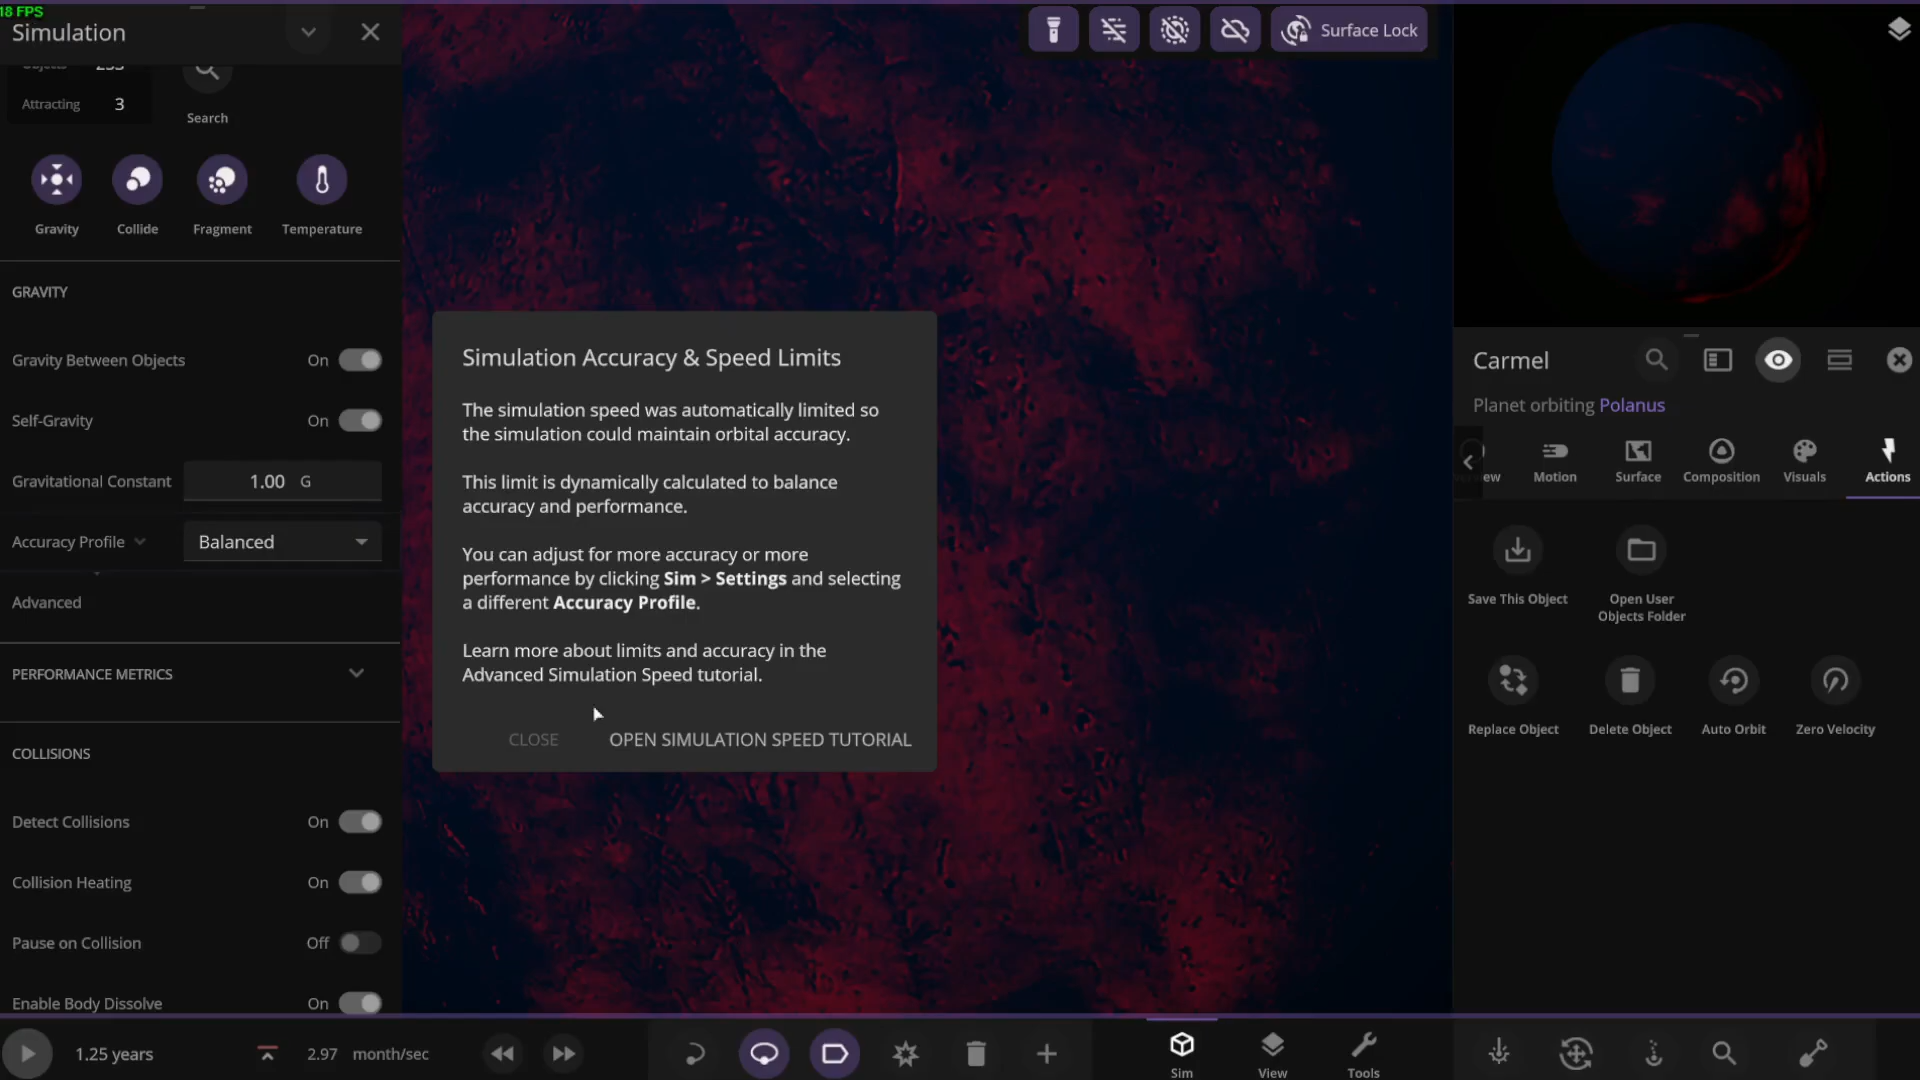 18 FPS
Simulation
Surface Lock
Objects 253
Attracting 3
Search
Gravity Collide Fragment Temperature
GRAVITY
Gravity Between Objects On
Self-Gravity On
Gravitational Constant 1.00 G
Accuracy Profile Balanced
Advanced
PERFORMANCE METRICS
COLLISIONS
Detect Collisions On
Collision Heating On
Pause on Collision Off
Enable Body Dissolve On
Simulation Accuracy & Speed Limits
The simulation speed was automatically limited so
the simulation could maintain orbital accuracy.
This limit is dynamically calculated to balance
accuracy and performance.
You can adjust for more accuracy or more
performance by clicking Sim > Settings and selecting
a different Accuracy Profile.
Learn more about limits and accuracy in the
Advanced Simulation Speed tutorial.
CLOSE OPEN SIMULATION SPEED TUTORIAL
Carmel
Planet orbiting Polanus
ew Motion Surface Composition Visuals Actions
Save This Object Open User
Objects Folder
Replace Object Delete Object Auto Orbit Zero Velocity
1.25 years 2.97 month/sec
Sim View Tools